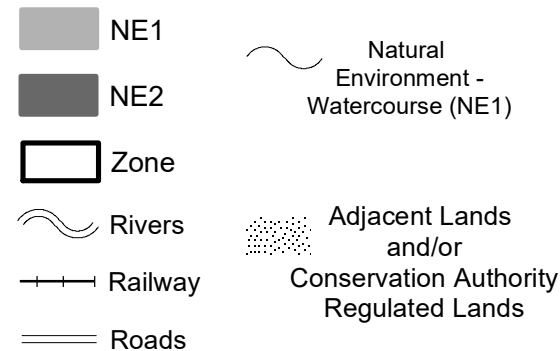 NE1
NE2
Zone
Rivers
Railway
Roads
Natural
Environment -
Watercourse (NE1)
Adjacent Lands
and/or
Conservation Authority
Regulated Lands